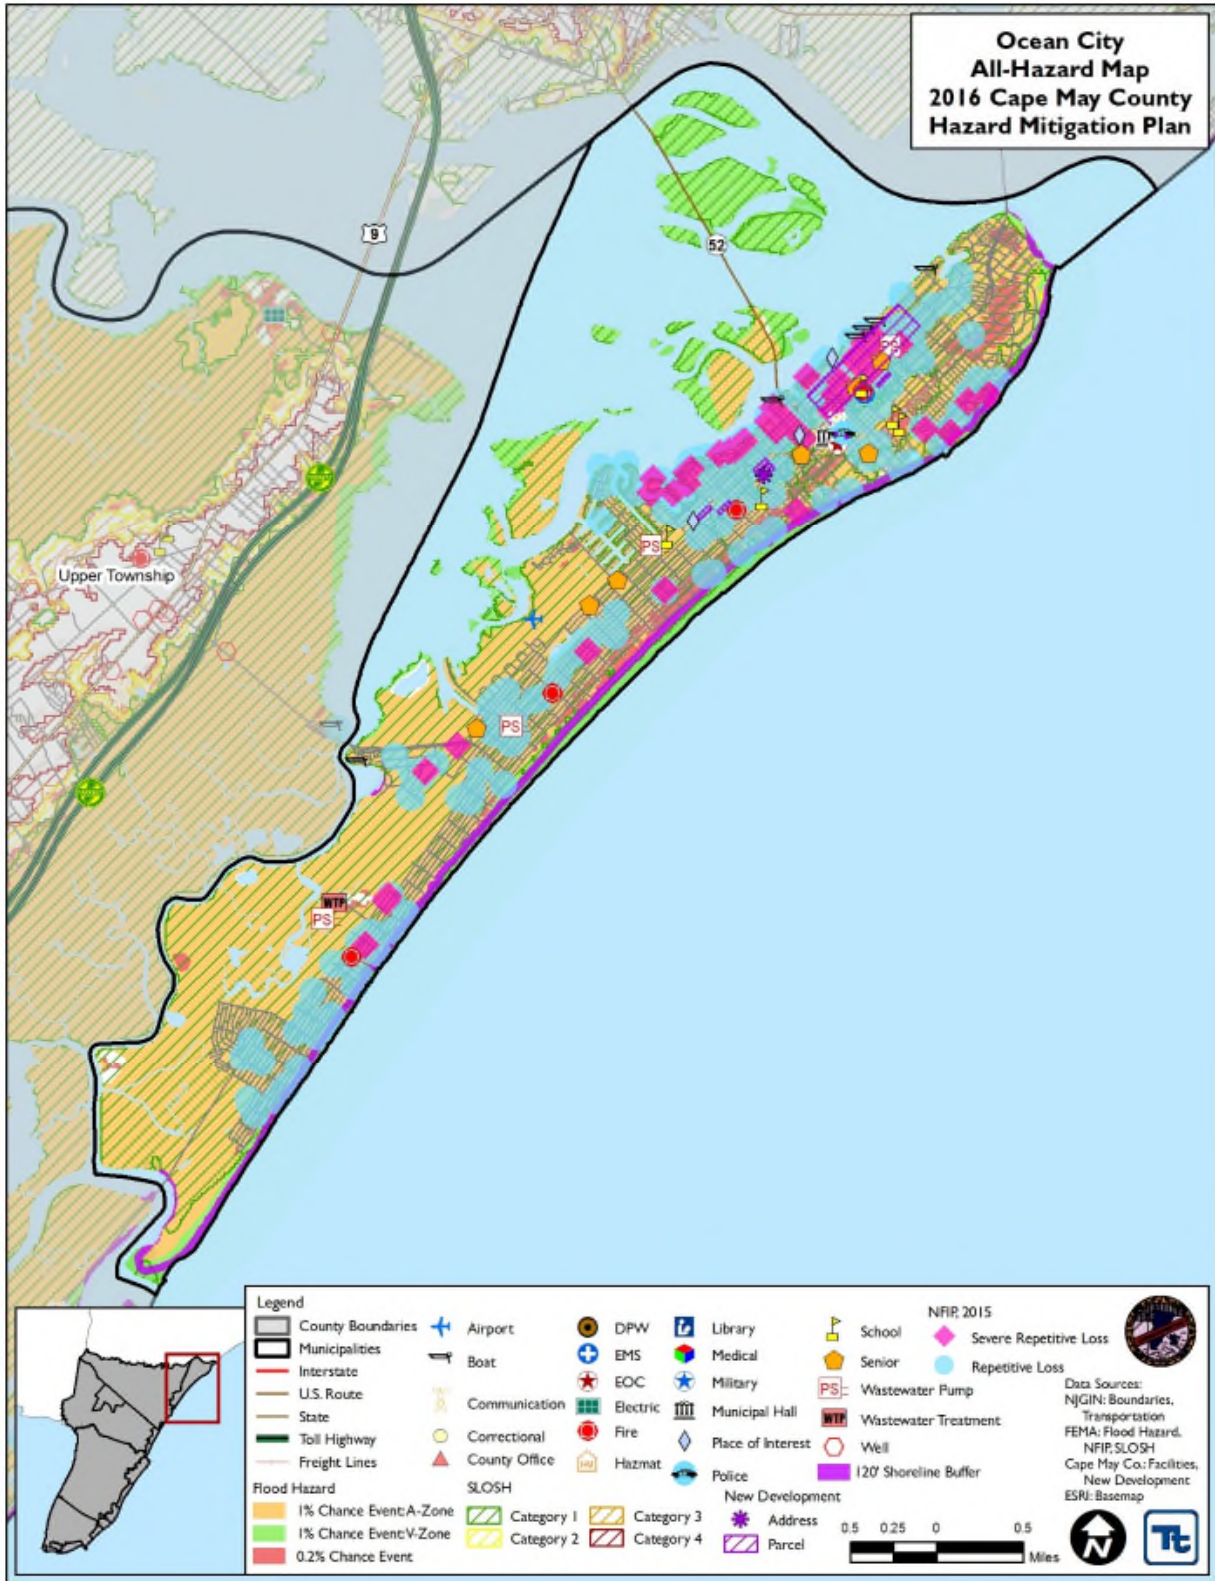 Ocean City
All-Hazard Map
2016 Cape May County
Hazard Mitigation Plan
9
52
PS
PS
Upper Township
PS
WTP
PS
Legend
County Boundaries
Municipalities
Interstate
U.S. Route
State
Toll Highway
Freight Lines
Flood Hazard
1% Chance Event: A-Zone
1% Chance Event: V-Zone
0.2% Chance Event
Airport
Boat
Communication
Correctional
County Office
SLOSH
Category 1
Category 2
Category 3
Category 4
DPW
EMS
EOC
Electric
Fire
Hazmat
Library
Medical
Military
Municipal Hall
Place of Interest
Police
New Development
Address
Parcel
School
Senior
PS Wastewater Pump
WTP Wastewater Treatment
Well
120' Shoreline Buffer
NFIP, 2015
Severe Repetitive Loss
Repetitive Loss
Data Sources:
NJGIN: Boundaries,
Transportation
FEMA: Flood Hazard,
NFIP, SLOSH
Cape May Co.: Facilities,
New Development
ESRI: Basemap
0.5 0.25 0 0.5
Miles
N
Tt